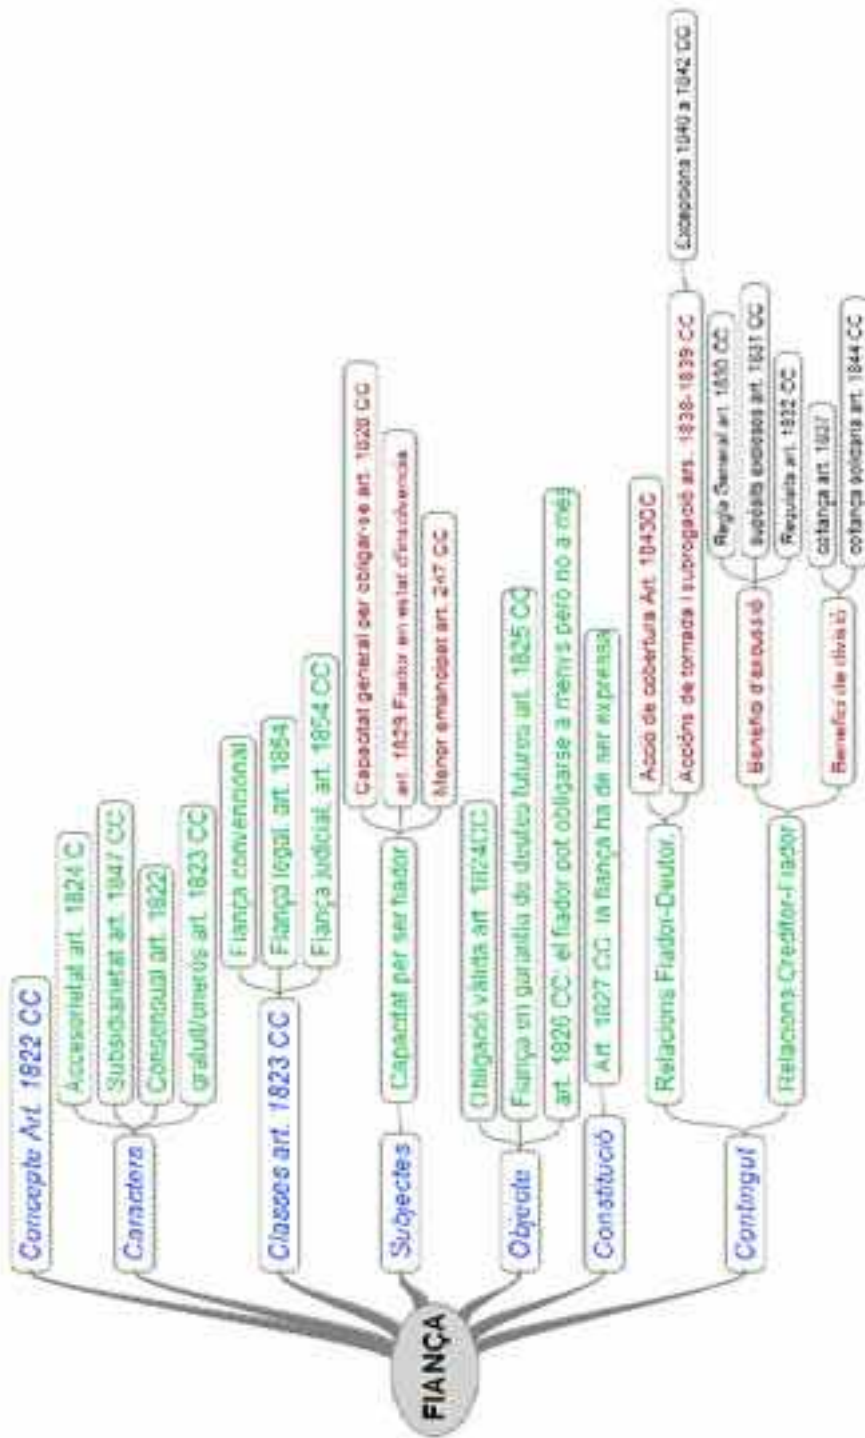 FIANÇA
Concepte Art. 1822 CC
Caracters
Accesorietat art. 1824 C
Subsidiarietat art. 1847 CC
Consensual art. 1822
gratuït/onerós art. 1823 CC
Classes art. 1823 CC
Fiança convencional
Fiança legal, art. 1854
Fiança judicial, art. 1854 CC
Subjectes
Capacitat per ser fiador
Capacitat general per obligar-se art. 1828 CC
art. 1829 Fiador en estat d'insolvencia
Menor emancipat art. 247 CC
Objecte
Obligació vàlida art. 1824CC
Fiança en garantia de deutes futures art. 1825 CC
art. 1826 CC: el fiador pot obligarse a menys però no a més
Constitució
Art. 1827 CC: la fiança ha de ser expressa
Contingut
Relacions Fiador-Deutor.
Acció de cobertura Art. 1843CC
Accións de tornada i subrogació ars. 1838-1839 CC
Excepcions 1840 a 1842 CC
Relacions Creditor-Fiador
Benefici d'excussió
Regla General art. 1830 CC
supòsits exclosos art. 1831 CC
Requisits art. 1832 CC
Benefici de divisió
cofiança art. 1837
cofiança solidaria art. 1844 CC